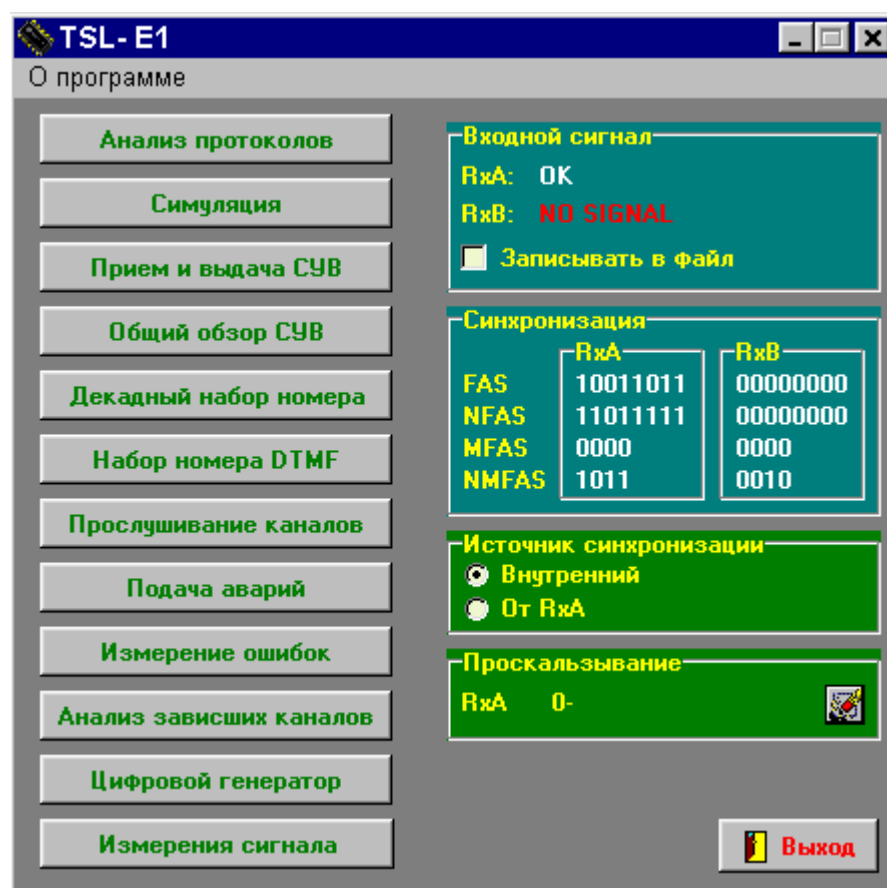 TSL- E1
О программе
Анализ протоколов
Симуляция
Прием и выдача СУВ
Общий обзор СУВ
Декадный набор номера
Набор номера DTMF
Прослушивание каналов
Подача аварий
Измерение ошибок
Анализ зависших каналов
Цифровой генератор
Измерения сигнала
Входной сигнал
RxA: OK
RxB: NO SIGNAL
Записывать в файл
Синхронизация
RxA RxB
FAS 10011011 00000000
NFAS 11011111 00000000
MFAS 0000 0000
NMFAS 1011 0010
Источник синхронизации
Внутренний
От RxA
Проскальзывание
RxA 0-
Выход